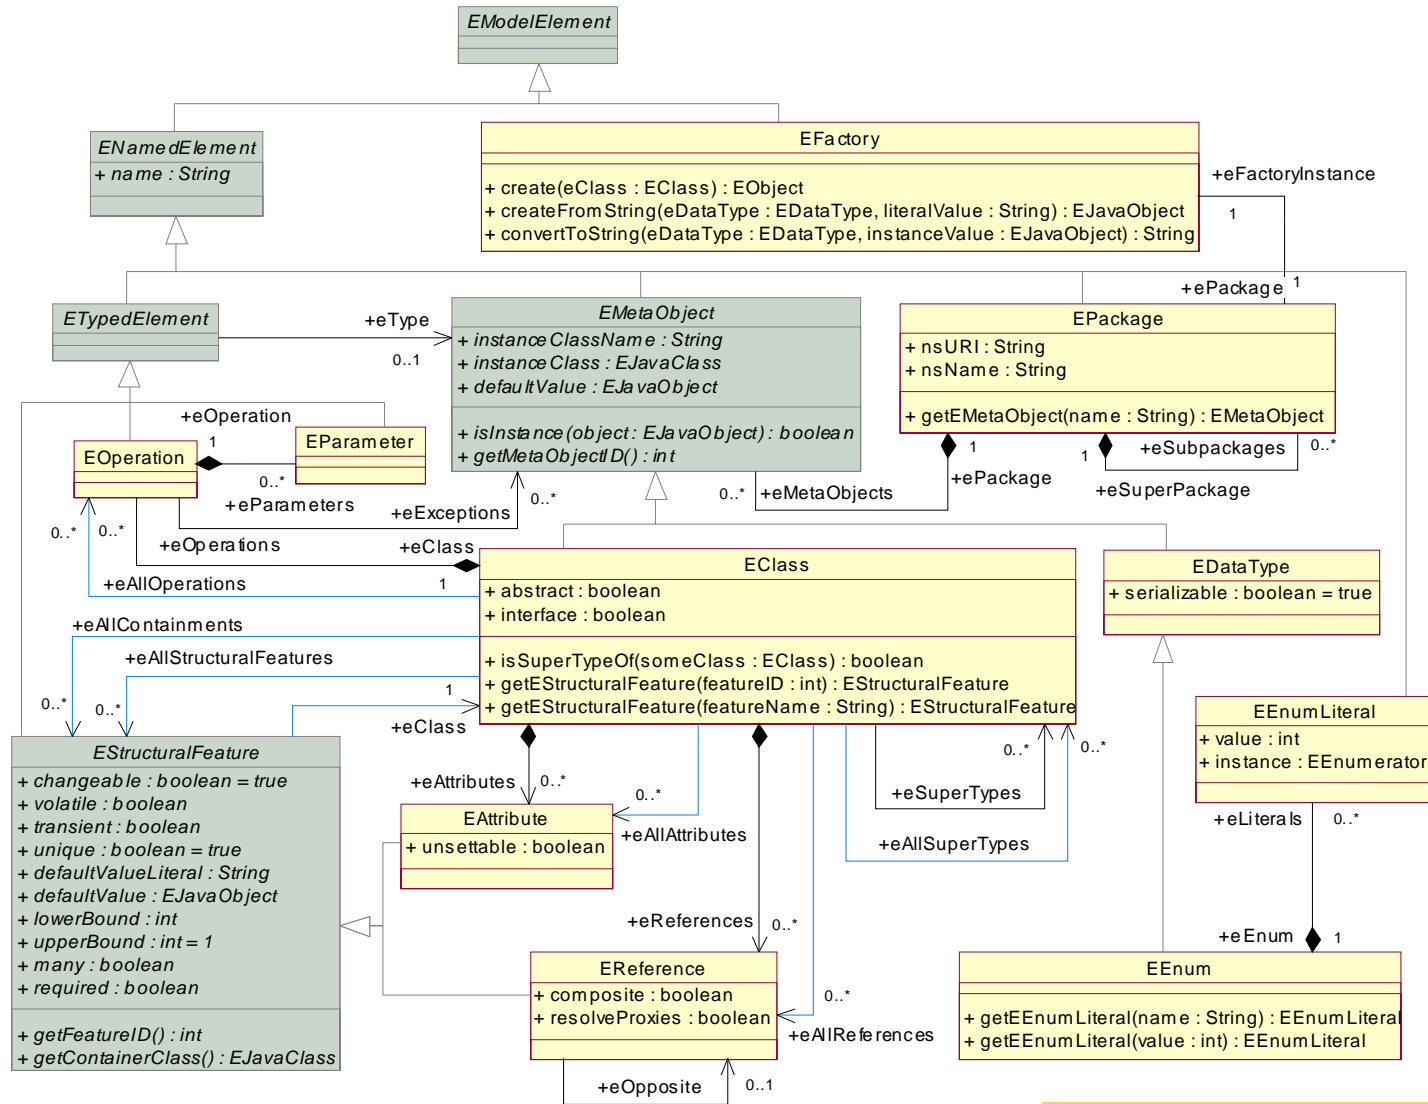 EModelElement
ENamedElement
+ name : String
EFactory
+ create(eClass : EClass) : EObject
+ createFromString(eDataType : EDataType, literalValue : String) : EJavaObject
+ convertToString(eDataType : EDataType, instanceValue : EJavaObject) : String
+eFactoryInstance
1
+ePackage
1
ETypedElement
+eType
0..1
EMetaObject
+ instanceClassName : String
+ instanceClass : EJavaClass
+ defaultValue : EJavaObject
+ isInstance(object : EJavaObject) : boolean
+ getMetaObjectID() : int
EPackage
+ nsURI : String
+ nsName : String
+ getEMetaObject(name : String) : EMetaObject
+eOperation
1
EOperation
EParameter
0..*
+eParameters
+eExceptions
0..*
0..*
+eMetaObjects
1
+ePackage
1
+eSubpackages
0..*
+eSuperPackage
0..*
0..*
+eOperations
+eClass
1
+eAllOperations
EClass
+ abstract : boolean
+ interface : boolean
+ isSuperTypeOf(someClass : EClass) : boolean
+ getEStructuralFeature(featureID : int) : EStructuralFeature
+ getEStructuralFeature(featureName : String) : EStructuralFeature
EDataType
+ serializable : boolean = true
+eAllContainments
+eAllStructuralFeatures
0..*
0..*
1
+eClass
EStructuralFeature
+ changeable : boolean = true
+ volatile : boolean
+ transient : boolean
+ unique : boolean = true
+ defaultValueLiteral : String
+ defaultValue : EJavaObject
+ lowerBound : int
+ upperBound : int = 1
+ many : boolean
+ required : boolean
+ getFeatureID() : int
+ getContainerClass() : EJavaClass
+eAttributes
0..*
0..*
+eAllAttributes
EAttribute
+ unsettable : boolean
0..*
0..*
+eSuperTypes
+eAllSuperTypes
EEnumLiteral
+ value : int
+ instance : EEnumerator
+eLiterals
0..*
+eReferences
0..*
+eEnum
1
EReference
+ composite : boolean
+ resolveProxies : boolean
0..*
+eAllReferences
+eOpposite
0..1
EEnum
+ getEEnumLiteral(name : String) : EEnumLiteral
+ getEEnumLiteral(value : int) : EEnumLiteral